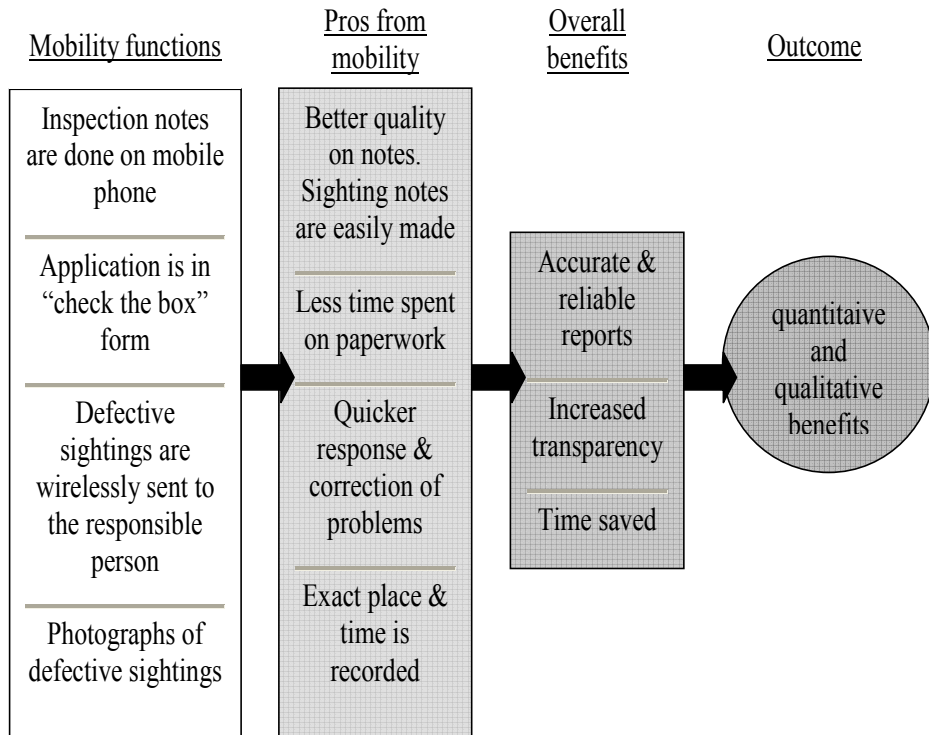 Mobility functions
Inspection notes
are done on mobile
phone
Application is in
“check the box”
form
Defective
sightings are
wirelessly sent to
the responsible
person
Photographs of
defective sightings
Pros from
mobility
Better quality
on notes.
Sighting notes
are easily made
Less time spent
on paperwork
Quicker
response &
correction of
problems
Exact place &
time is
recorded
Overall
benefits
Accurate &
reliable
reports
Increased
transparency
Time saved
Outcome
quantitaive
and
qualitative
benefits